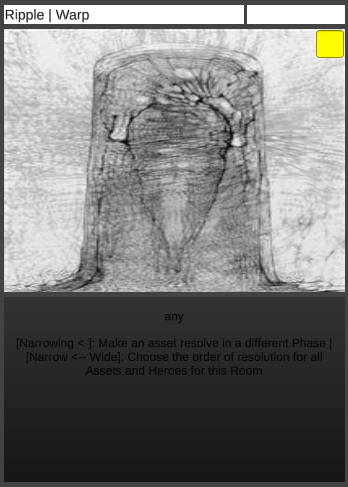 Ripple | Warp
any
[Narrowing <·]: Make an asset resolve in a different Phase |
[Narrow <-- Wide]: Choose the order of resolution for all
Assets and Heroes for this Room